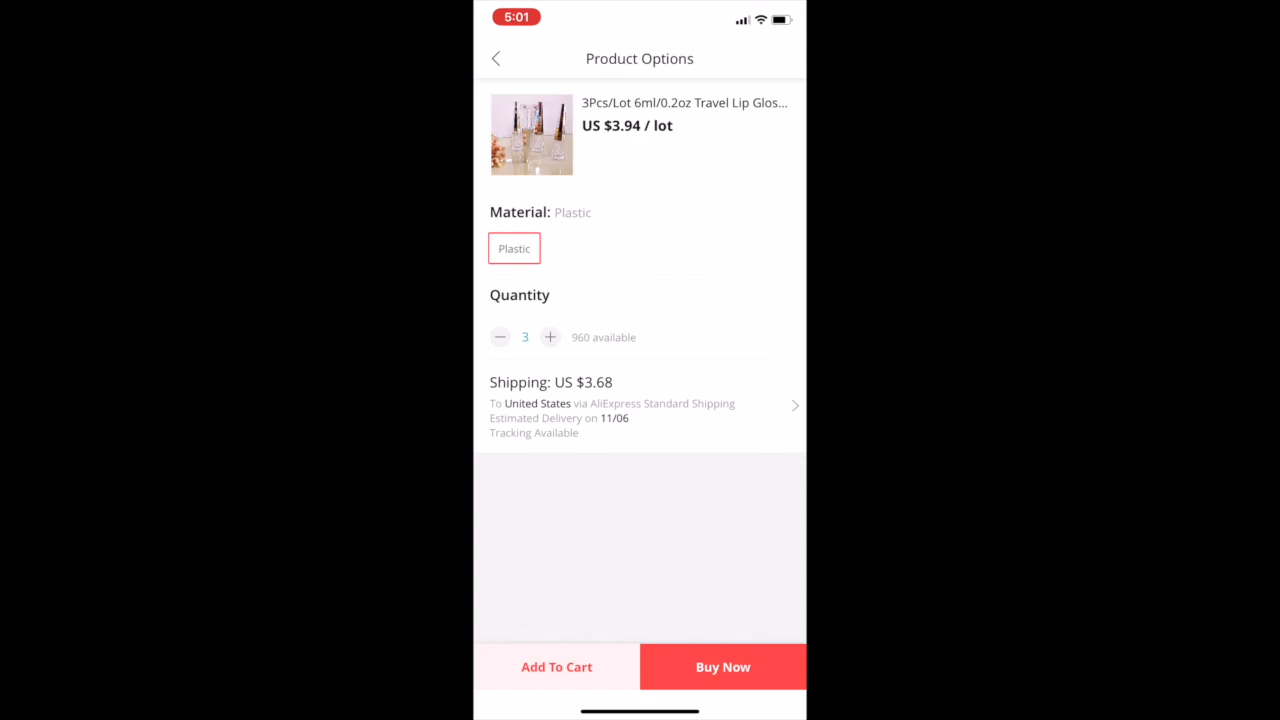 5:01
Product Options
3Pcs/Lot 6ml/0.2oz Travel Lip Glos...
US $3.94 / lot
Material: Plastic
Plastic
Quantity
3
960 available
Shipping: US $3.68
To United States via AliExpress Standard Shipping
Estimated Delivery on 11/06
Tracking Available
Add To Cart
Buy Now